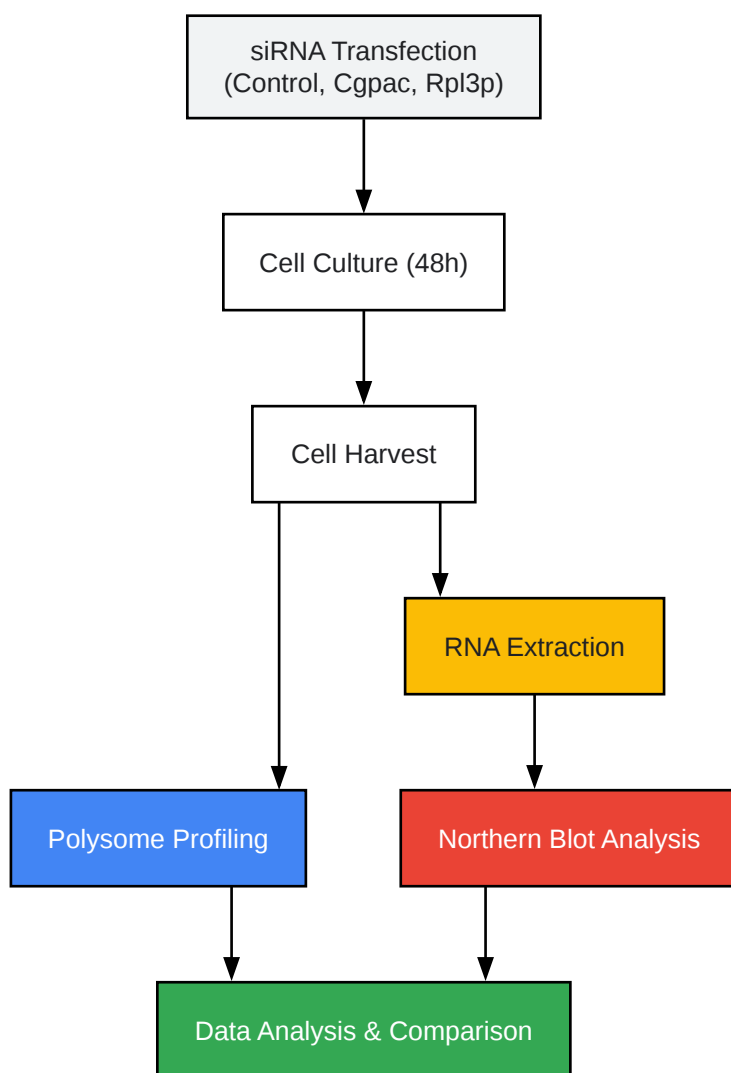 siRNA Transfection
(Control, Cgpac, Rpl3p)
Cell Culture (48h)
Cell Harvest
RNA Extraction
Polysome Profiling
Northern Blot Analysis
Data Analysis & Comparison